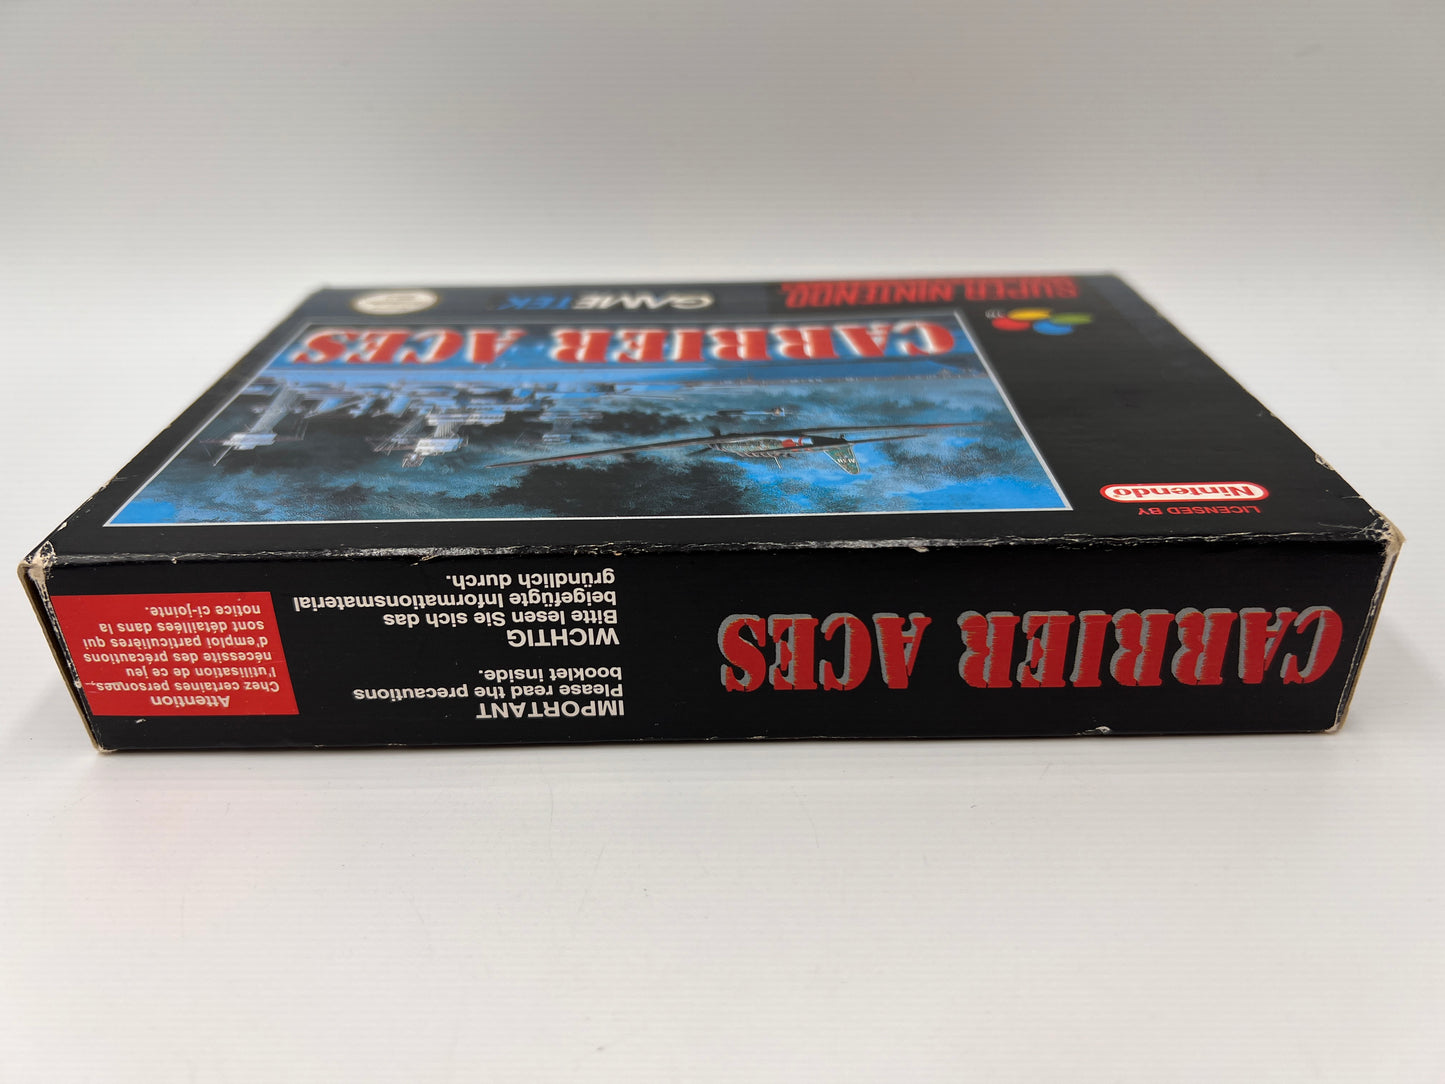 SUPER NINTENDO
GAMETEK
CARRIER ACES
LICENSED BY
Nintendo
CARRIER ACES
IMPORTANT
Please read the precautions
booklet inside.
WICHTIG
Bitte lesen Sie sich das
beigefügte Informationsmaterial
gründlich durch.
Attention
Chez certaines personnes,
l'utilisation de ce jeu
nécessite des précautions
d'emploi particulières qui
sont détaillées dans la
notice ci-jointe.